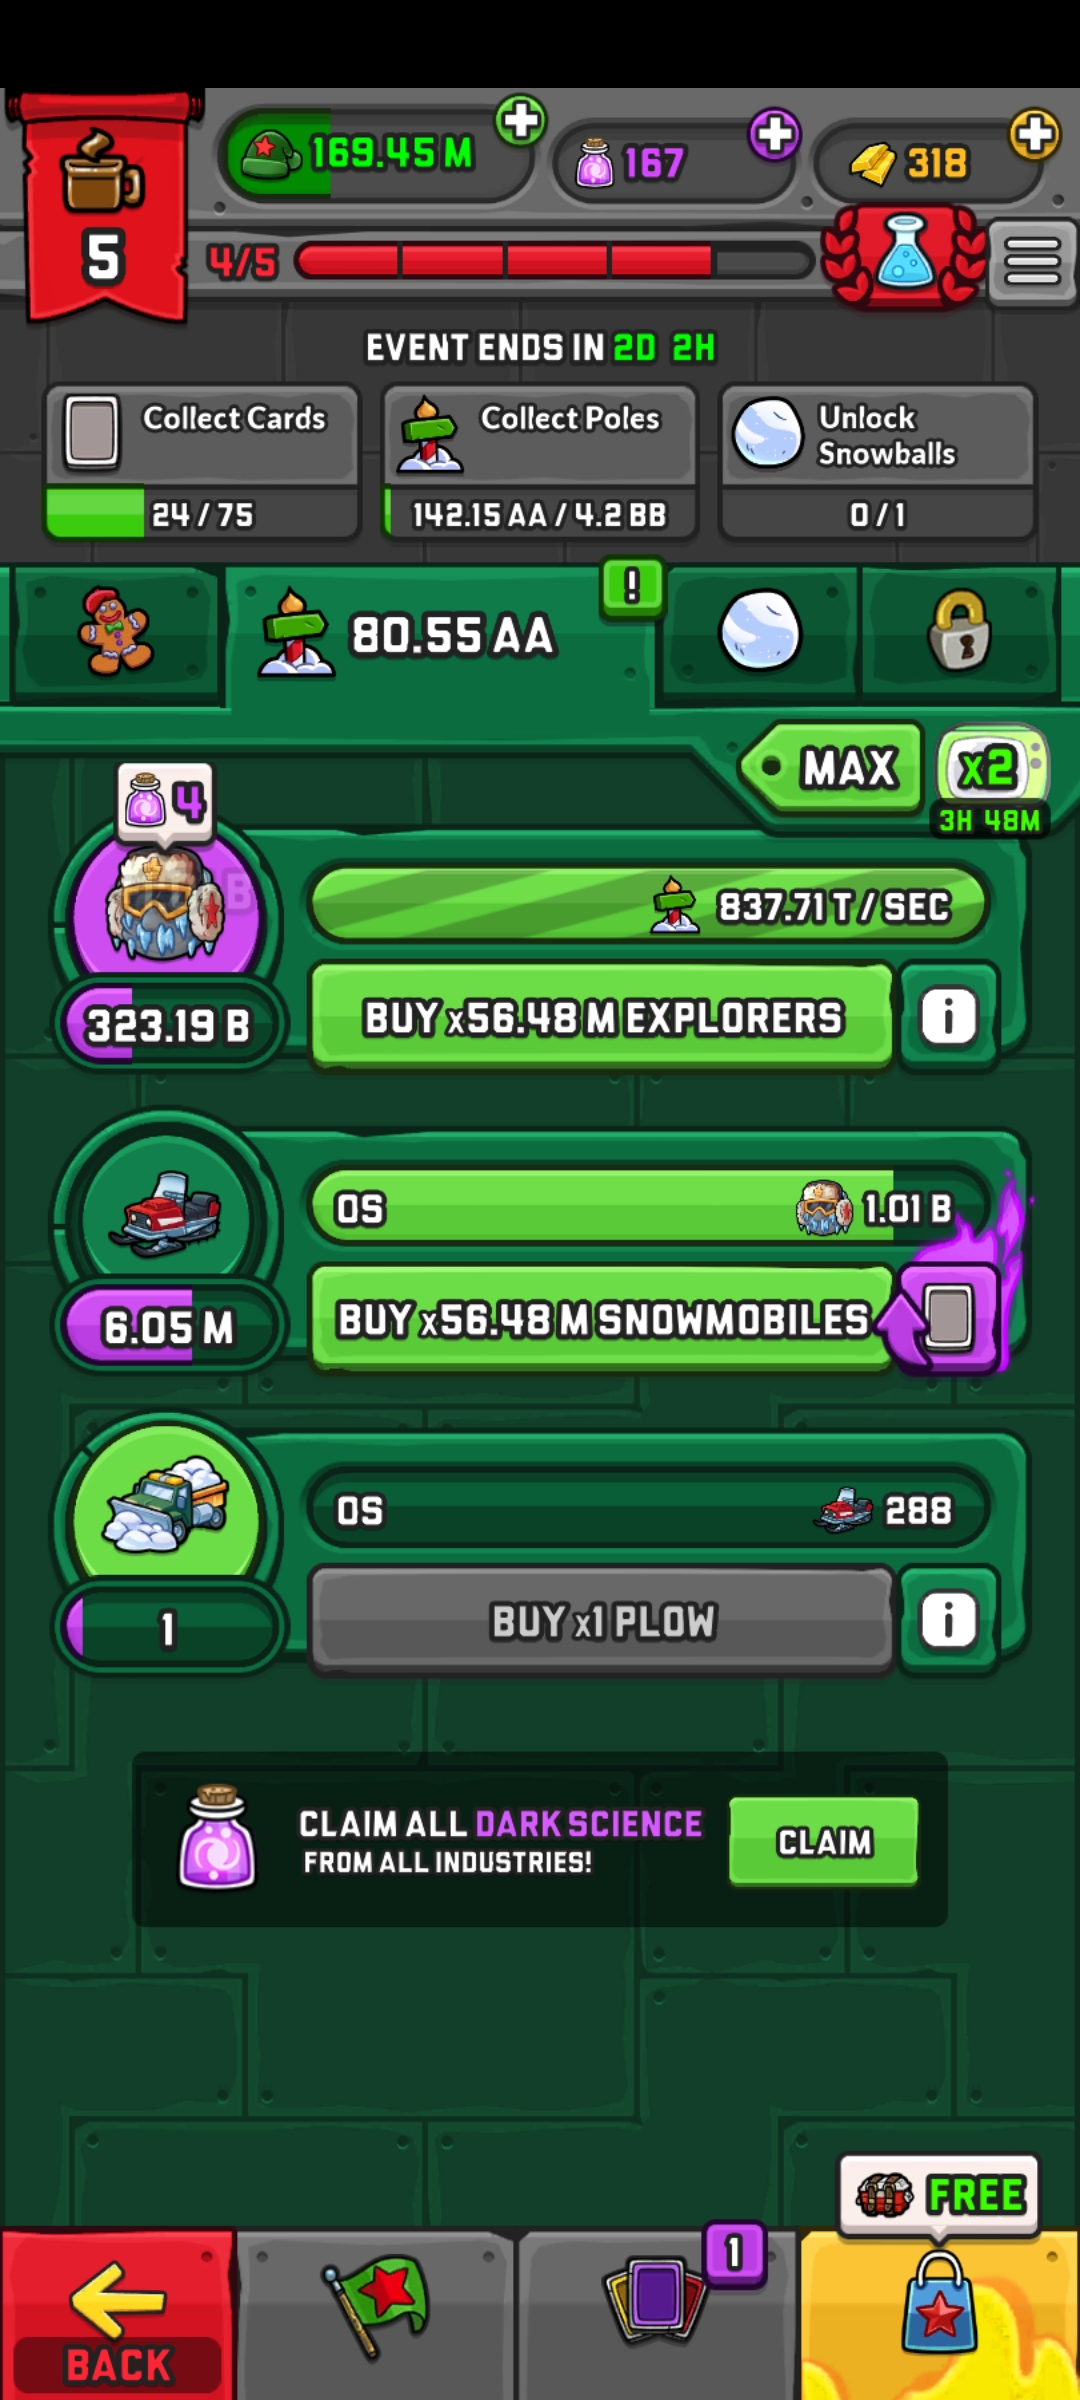 169.45 M
167
318
5
4/5
EVENT ENDS IN 2D 2H
Collect Cards
24 / 75
Collect Poles
142.15 AA / 4.2 BB
Unlock
Snowballs
0 / 1
80.55 AA
!
MAX
x2
3H 48M
4
837.71 T / SEC
323.19 B
BUY x56.48 M EXPLORERS
i
0S
1.01 B
6.05 M
BUY x56.48 M SNOWMOBILES
0S
288
1
BUY x1 PLOW
i
CLAIM ALL DARK SCIENCE
FROM ALL INDUSTRIES!
CLAIM
FREE
1
BACK